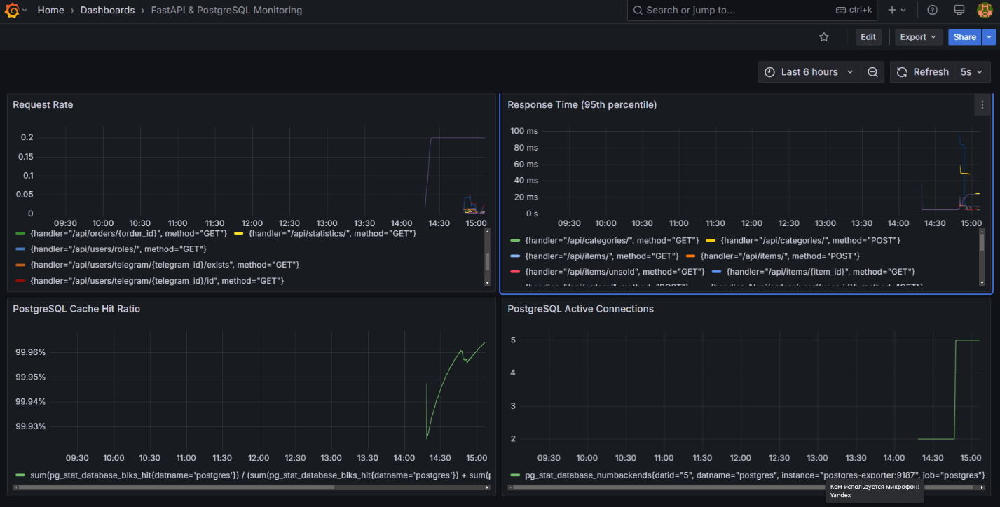 Home › Dashboards › FastAPI & PostgreSQL Monitoring
Search or jump to...
ctrl+k
Edit
Export
Share
Last 6 hours
Refresh
5s
Request Rate
0.2
0.15
0.1
0.05
0
09:30 10:00 10:30 11:00 11:30 12:00 12:30 13:00 13:30 14:00 14:30 15:00
{handler="/api/orders/{order_id}", method="GET"} {handler="/api/statistics/", method="GET"}
{handler="/api/users/roles/", method="GET"}
{handler="/api/users/telegram/{telegram_id}/exists", method="GET"}
{handler="/api/users/telegram/{telegram_id}/id", method="GET"}
Response Time (95th percentile)
100 ms
80 ms
60 ms
40 ms
20 ms
0 s
09:30 10:00 10:30 11:00 11:30 12:00 12:30 13:00 13:30 14:00 14:30 15:00
{handler="/api/categories/", method="GET"} {handler="/api/categories/", method="POST"}
{handler="/api/items/", method="GET"} {handler="/api/items/", method="POST"}
{handler="/api/items/unsold", method="GET"} {handler="/api/items/{item_id}", method="GET"}
{handler="/api/orders/", method="POST"} {handler="/api/orders/user/{user_id}", method="GET"}
PostgreSQL Cache Hit Ratio
99.96%
99.95%
99.94%
99.93%
09:30 10:00 10:30 11:00 11:30 12:00 12:30 13:00 13:30 14:00 14:30 15:00
sum(pg_stat_database_blks_hit{datname='postgres'}) / (sum(pg_stat_database_blks_hit{datname='postgres'}) + sum(p
PostgreSQL Active Connections
5
4
3
2
09:30 10:00 10:30 11:00 11:30 12:00 12:30 13:00 13:30 14:00 14:30 15:00
pg_stat_database_numbackends{datid="5", datname="postgres", instance="postgres-exporter:9187", job="postgres"}
Кем используется микрофон:
Yandex